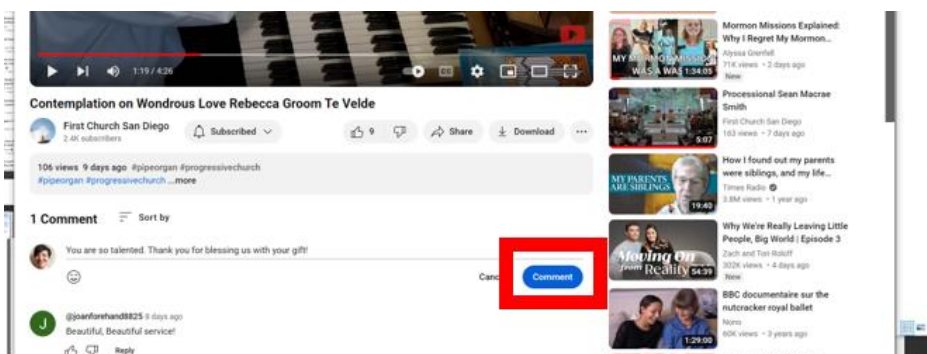 1:19 / 4:26
Contemplation on Wondrous Love Rebecca Groom Te Velde
First Church San Diego
2.4K subscribers
Subscribed
9
Share
Download
106 views 9 days ago #pipeorgan #progressivechurch
#pipeorgan #progressivechurch ...more
1 Comment
Sort by
You are so talented. Thank you for blessing us with your gift!
Canc
Comment
J
@joanforehand8825 9 days ago
Beautiful, Beautiful service!
Reply
MY MORMON MISSION
WAS A WAS
1:34:05
Mormon Missions Explained:
Why I Regret My Mormon...
Alyssa Grenfell
71K views • 2 days ago
New
5:07
Processional Sean Macrae
Smith
First Church San Diego
163 views • 7 days ago
MY PARENTS
ARE SIBLINGS
19:40
How I found out my parents
were siblings, and my life...
Times Radio
3.8M views • 1 year ago
Moving On
from Reality
54:39
Why We're Really Leaving Little
People, Big World | Episode 3
Zach and Tori Roloff
302K views • 4 days ago
New
1:29:00
BBC documentaire sur the
nutcracker royal ballet
Nono
60K views • 3 years ago